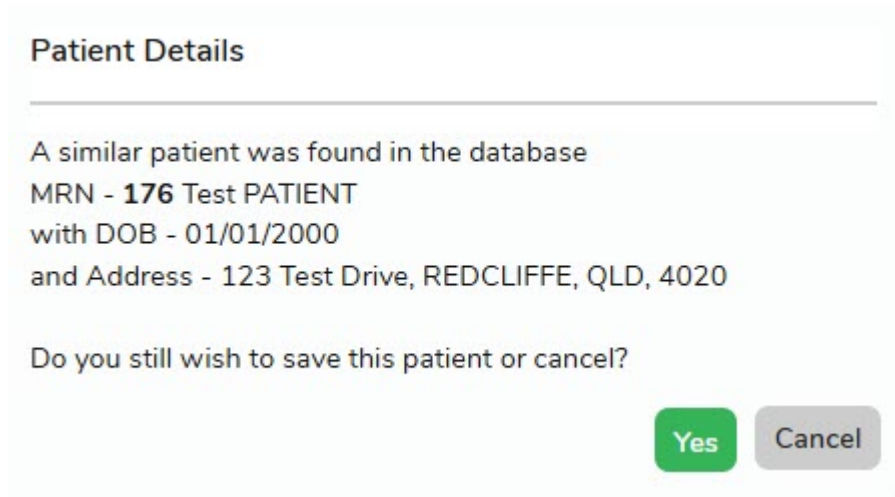 Patient Details
A similar patient was found in the database
MRN - 176 Test PATIENT
with DOB - 01/01/2000
and Address - 123 Test Drive, REDCLIFFE, QLD, 4020
Do you still wish to save this patient or cancel?
Yes Cancel